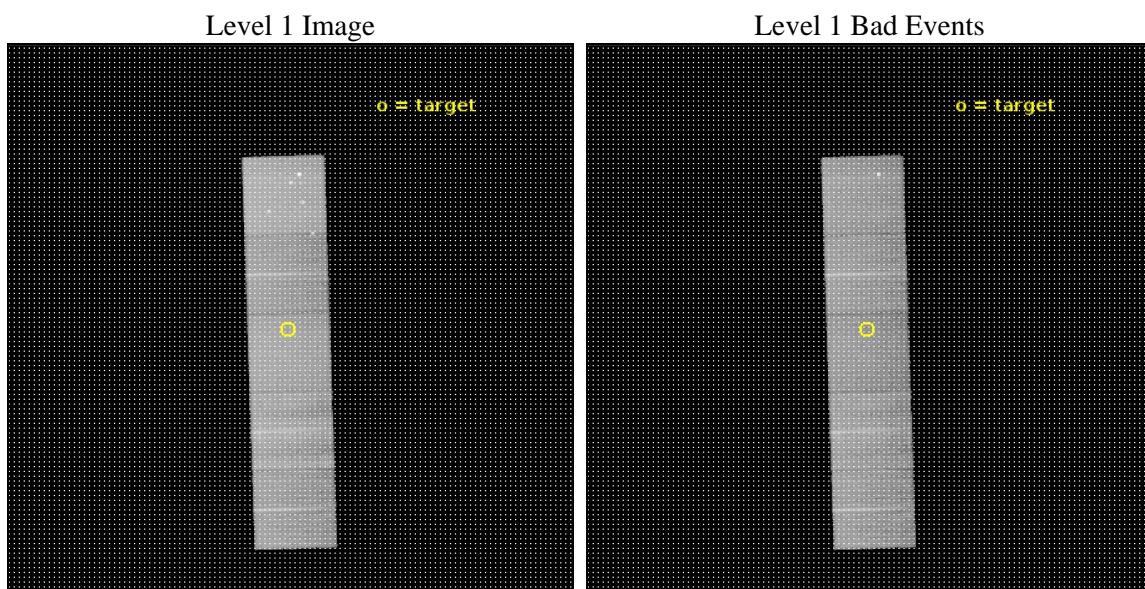 Level 1 Image
Level 1 Bad Events
o = target
o = target